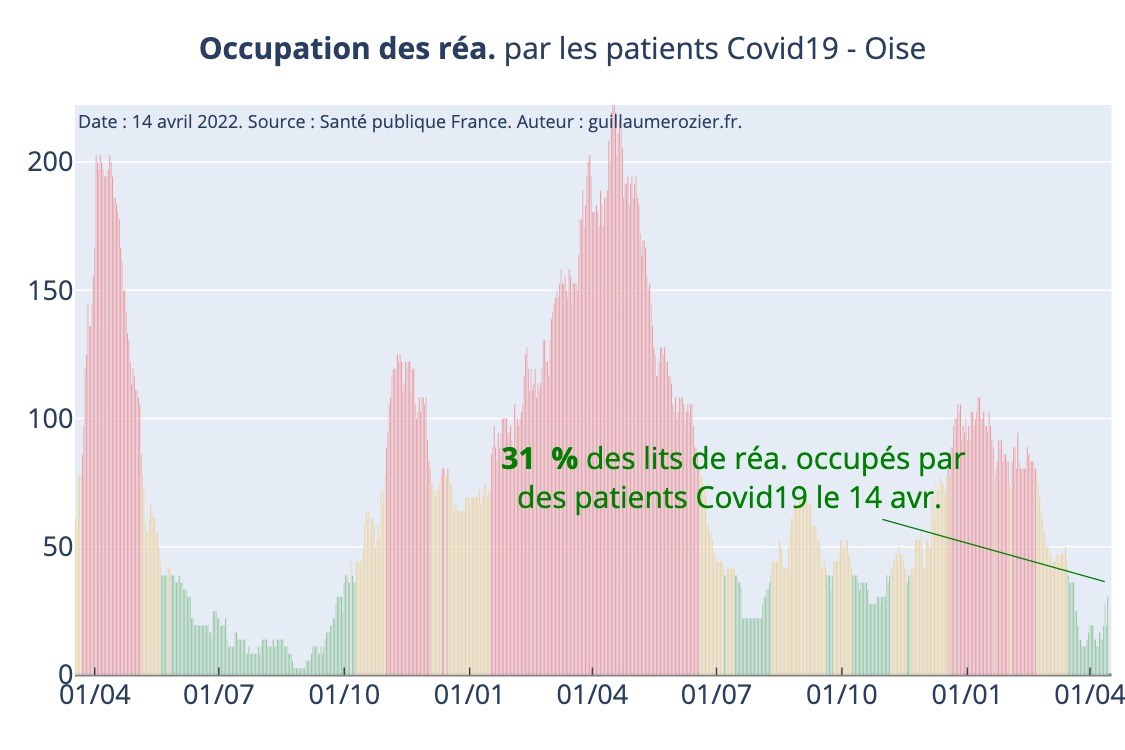 Occupation des réa. par les patients Covid19 - Oise
Date : 14 avril 2022. Source : Santé publique France. Auteur : guillaumerozier.fr.
200
150
100
31 % des lits de réa. occupés par
des patients Covid19 le 14 avr.
50
0
01/04 01/07 01/10 01/01 01/04 01/07 01/10 01/01 01/04